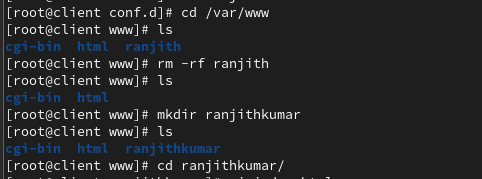 [root@client conf.d]# cd /var/www
[root@client www]# ls
cgi-bin  html  ranjith
[root@client www]# rm -rf ranjith
[root@client www]# ls
cgi-bin  html
[root@client www]# mkdir ranjithkumar
[root@client www]# ls
cgi-bin  html  ranjithkumar
[root@client www]# cd ranjithkumar/